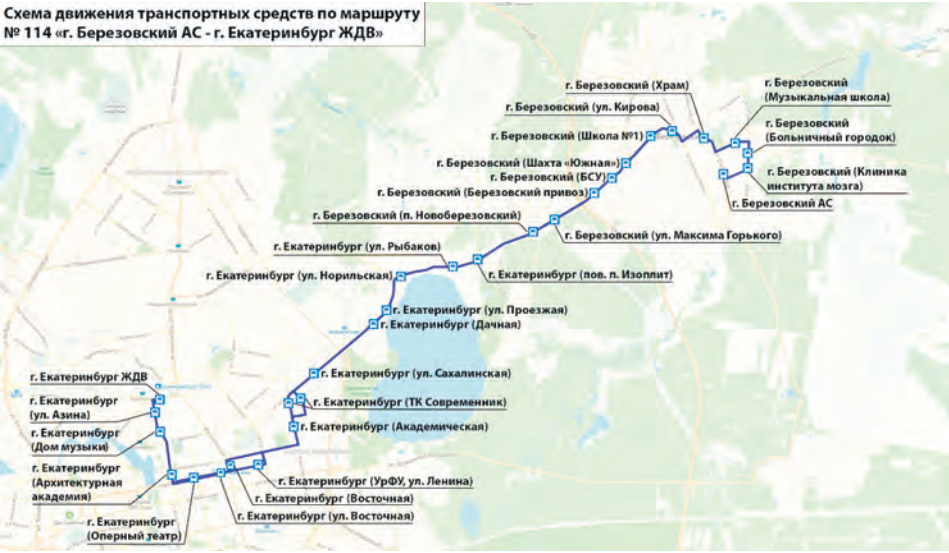 Схема движения транспортных средств по маршруту
№ 114 «г. Березовский АС - г. Екатеринбург ЖДВ»
г. Березовский (Храм)
г. Березовский
(Музыкальная школа)
г. Березовский (ул. Кирова)
г. Березовский
(Больничный городок)
г. Березовский (Школа №1)
г. Березовский (Шахта «Южная»)
г. Березовский (Клиника
института мозга)
г. Березовский (БСУ)
г. Березовский (Березовский привоз)
г. Березовский АС
г. Березовский (п. Новоберезовский)
г. Березовский (ул. Максима Горького)
г. Екатеринбург (ул. Рыбаков)
г. Екатеринбург (ул. Норильская)
г. Екатеринбург (пов. п. Изоплит)
г. Екатеринбург (ул. Проезжая)
г. Екатеринбург (Дачная)
г. Екатеринбург (ул. Сахалинская)
г. Екатеринбург ЖДВ
г. Екатеринбург
(ул. Азина)
г. Екатеринбург (ТК Современник)
г. Екатеринбург (Академическая)
г. Екатеринбург
(Дом музыки)
г. Екатеринбург
(Архитектурная
академия)
г. Екатеринбург (УрФУ, ул. Ленина)
г. Екатеринбург (Восточная)
г. Екатеринбург (ул. Восточная)
г. Екатеринбург
(Оперный театр)